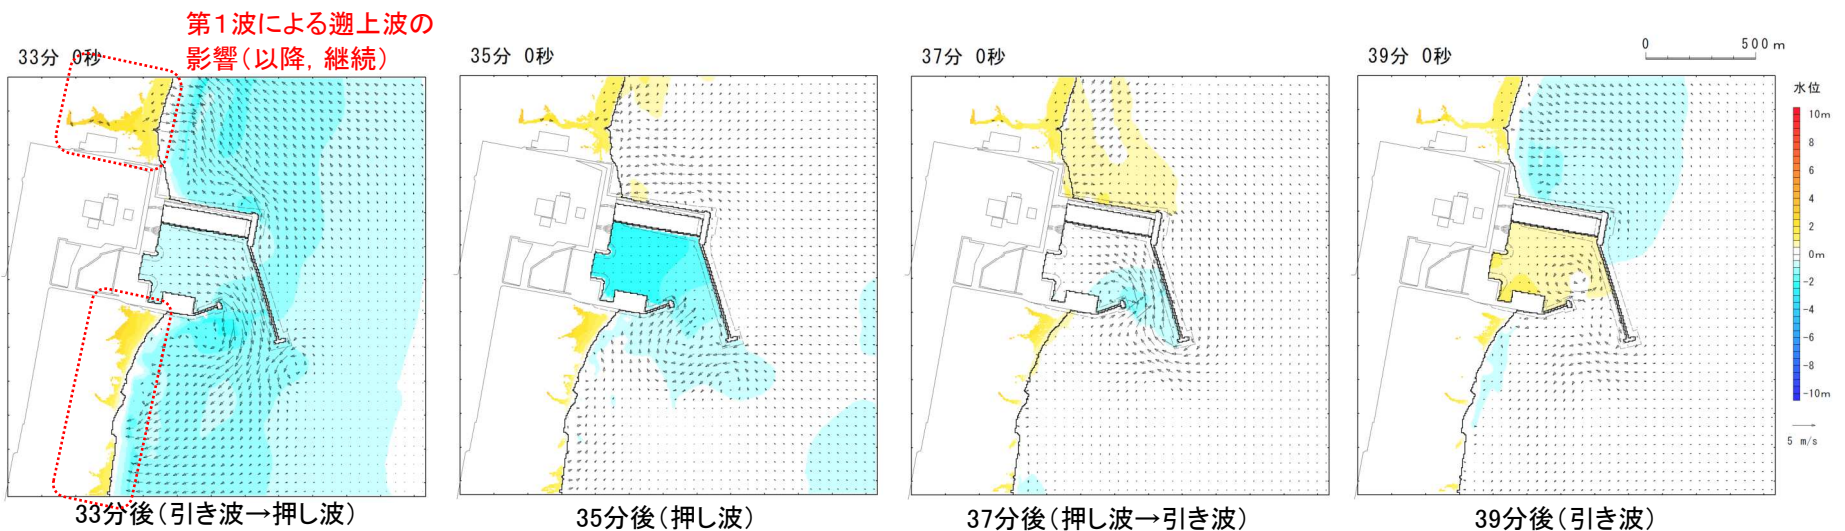 第1波による遡上波の
影響(以降,継続)
33分 0秒
35分 0秒
37分 0秒
39分 0秒
0 500m
水位
10m
8
6
4
2
0m
-2
-4
-6
-8
-10m
5 m/s
33分後(引き波→押し波)
35分後(押し波)
37分後(押し波→引き波)
39分後(引き波)